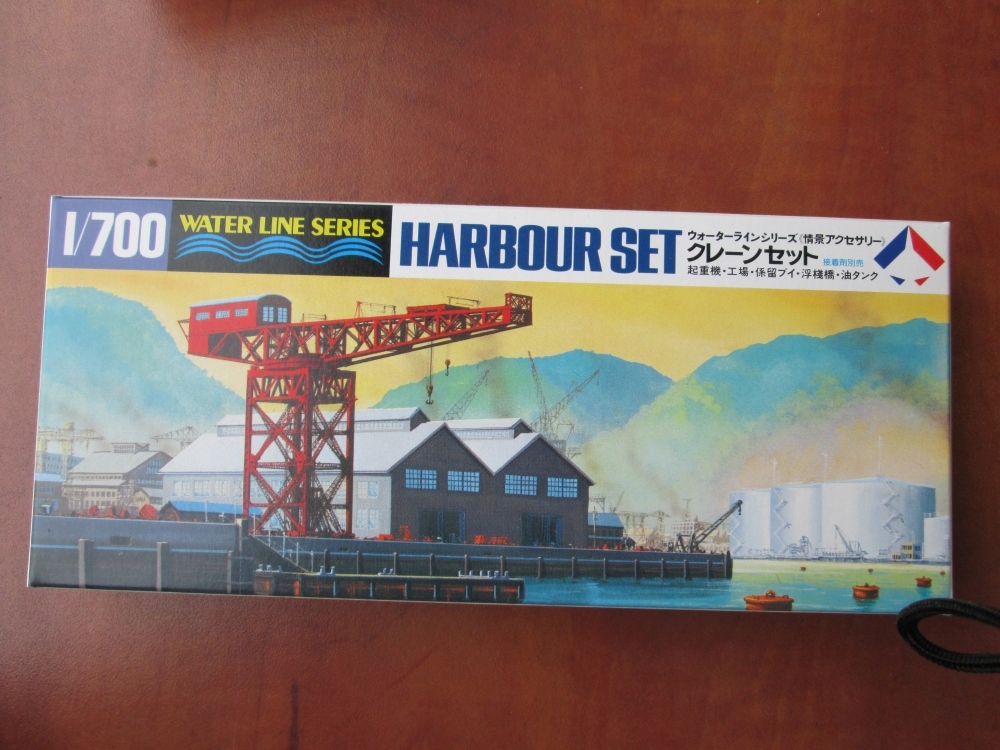 1/700
WATER LINE SERIES
HARBOUR SET
ウォーターラインシリーズ《情景アクセサリー》
クレーンセット 接着剤別売
起重機・工場・係留ブイ・浮棧橋・油タンク